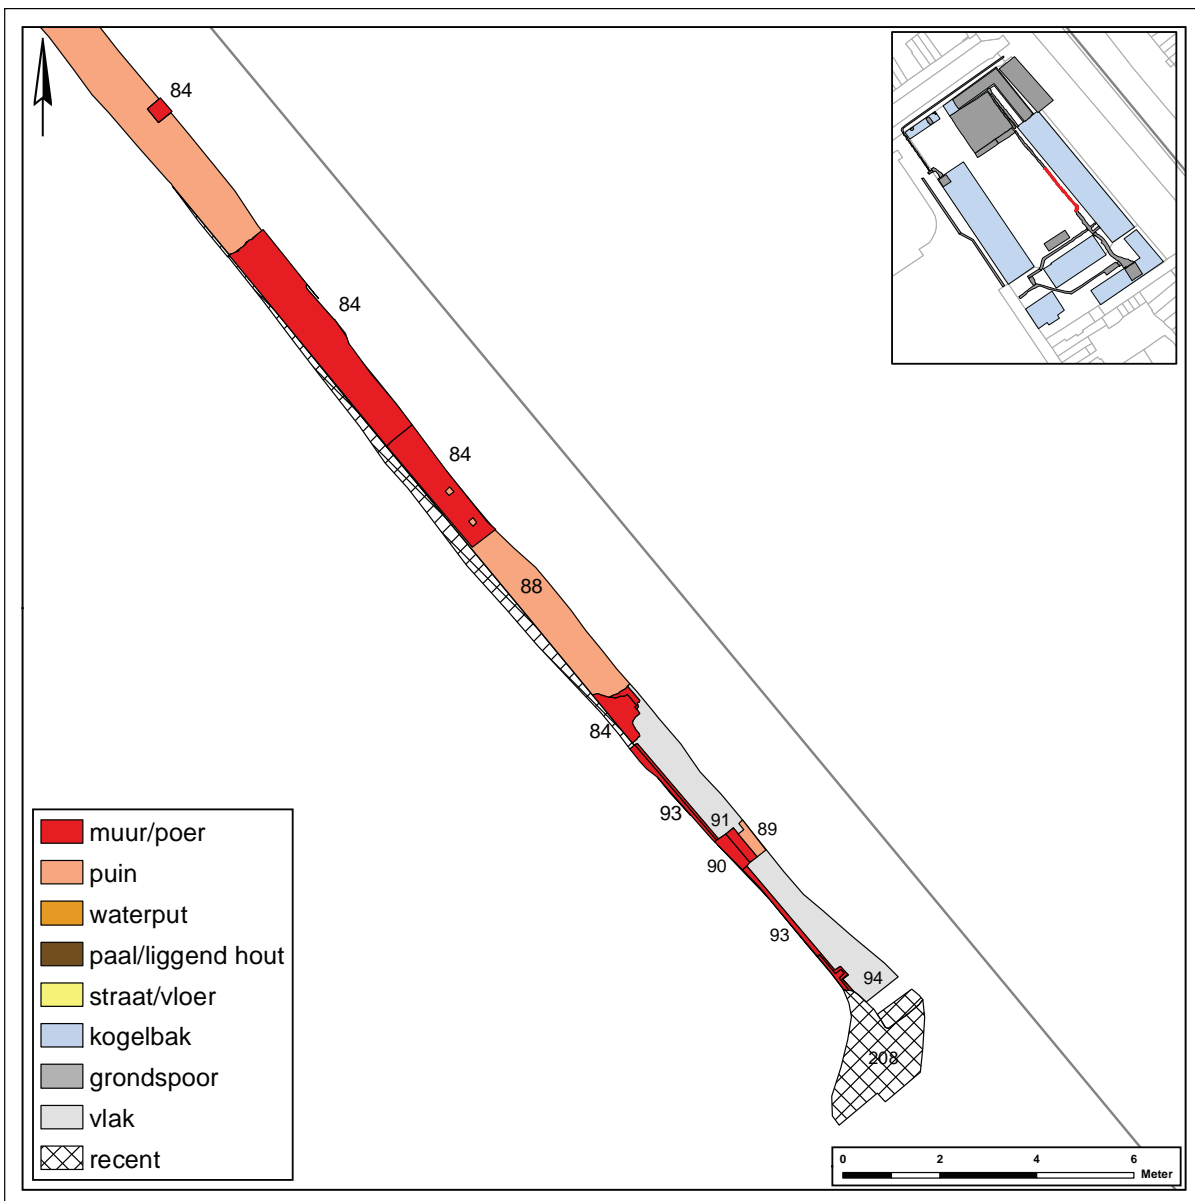 84
84
84
88
84
93
91
89
90
93
94
208
muur/poer
puin
waterput
paal/liggend hout
straat/vloer
kogelbak
grondspoor
vlak
recent
0 2 4 6
Meter